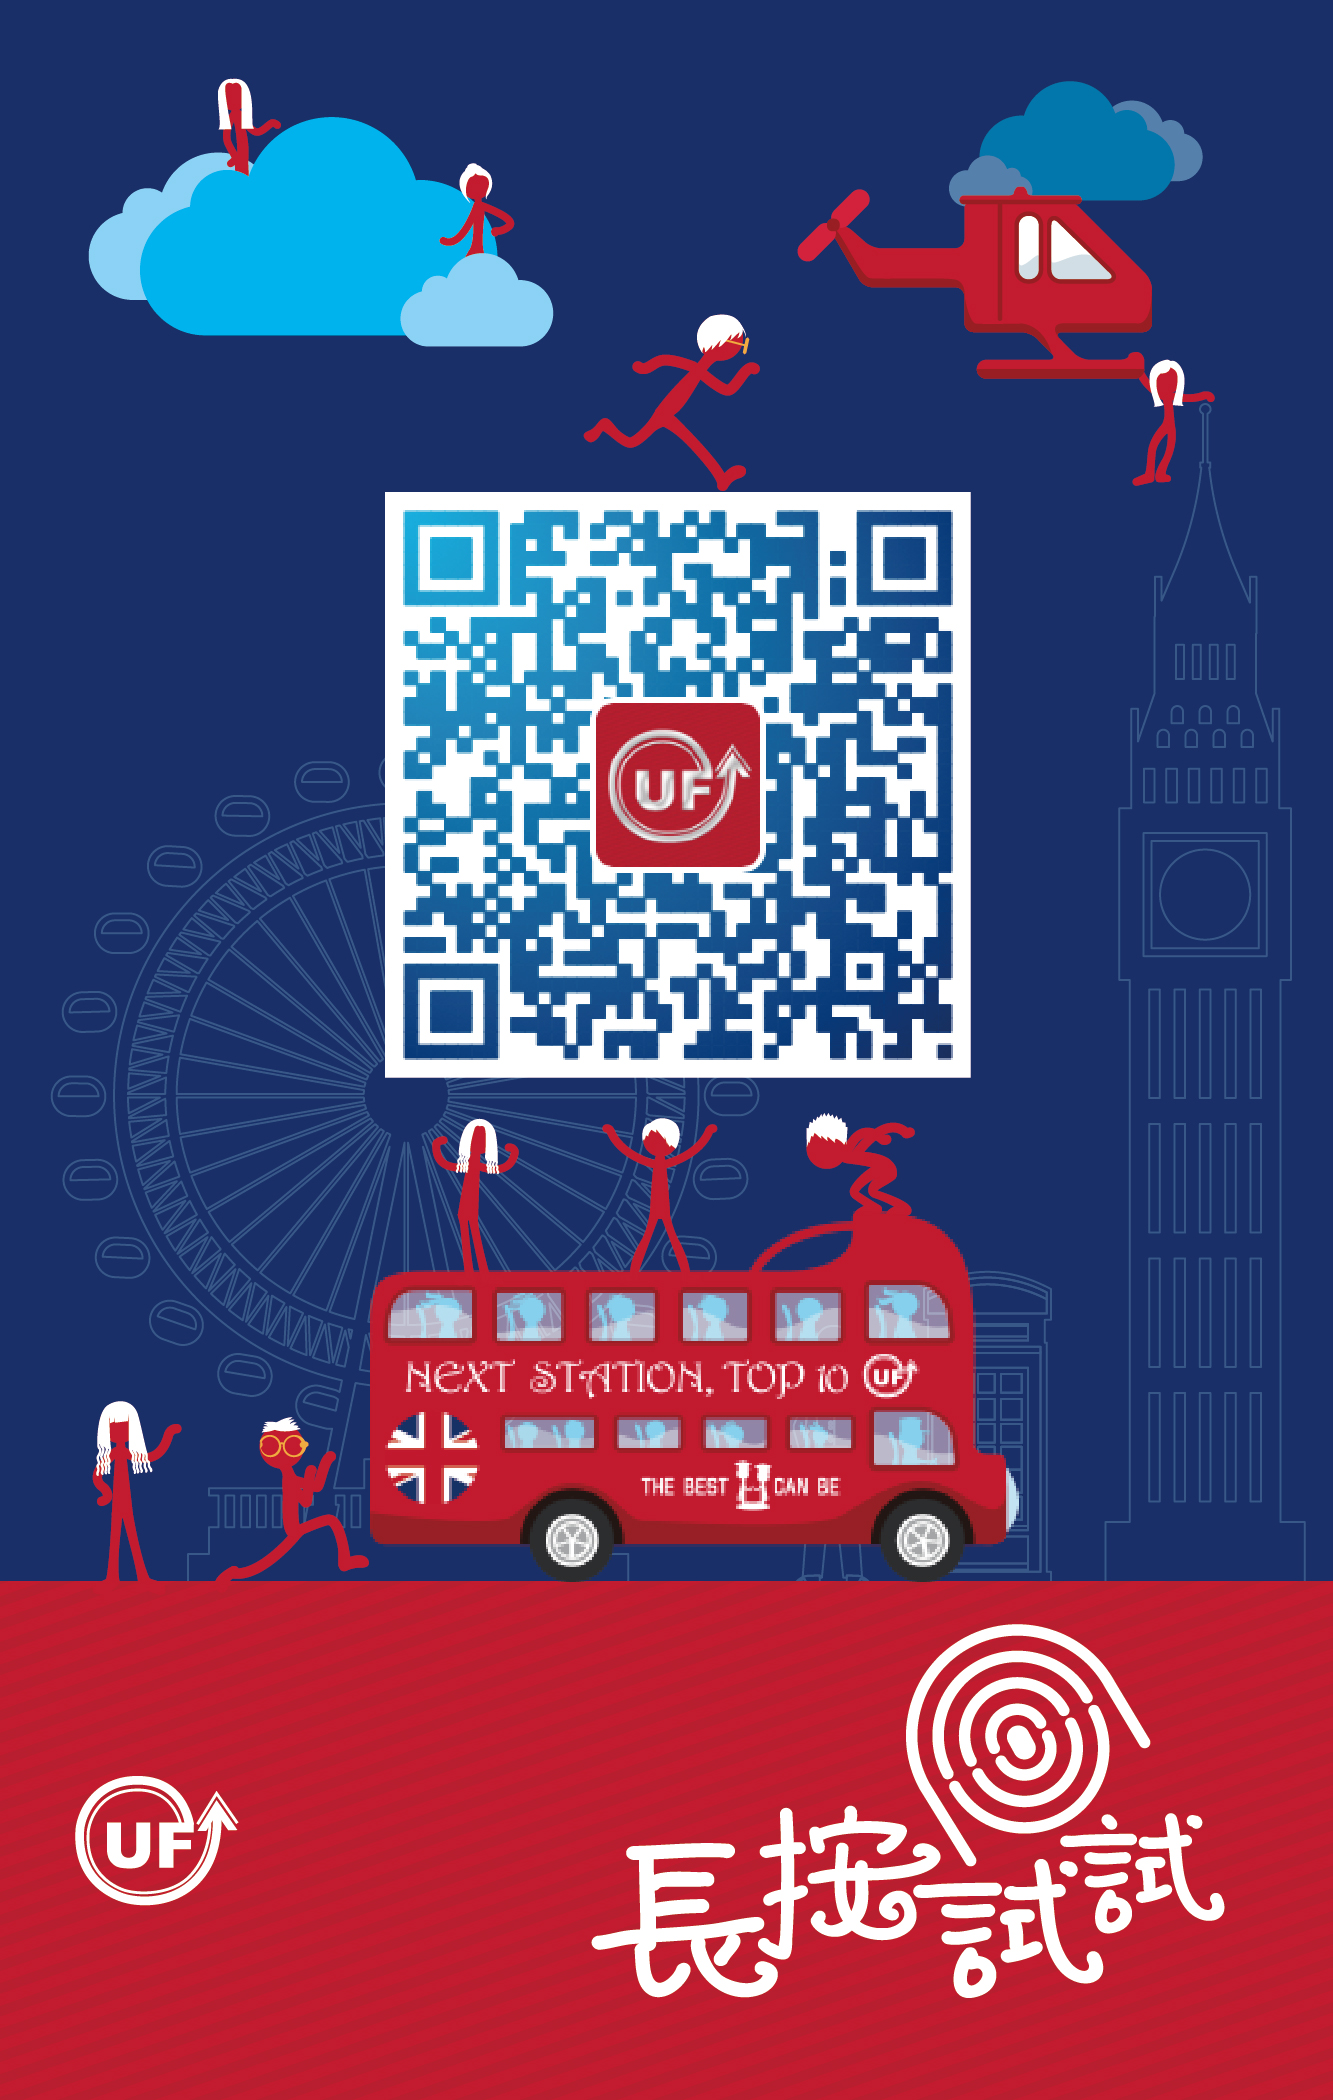 UF
NEXT STATION, TOP 10 UF
THE BEST U CAN BE
UF
長按試試